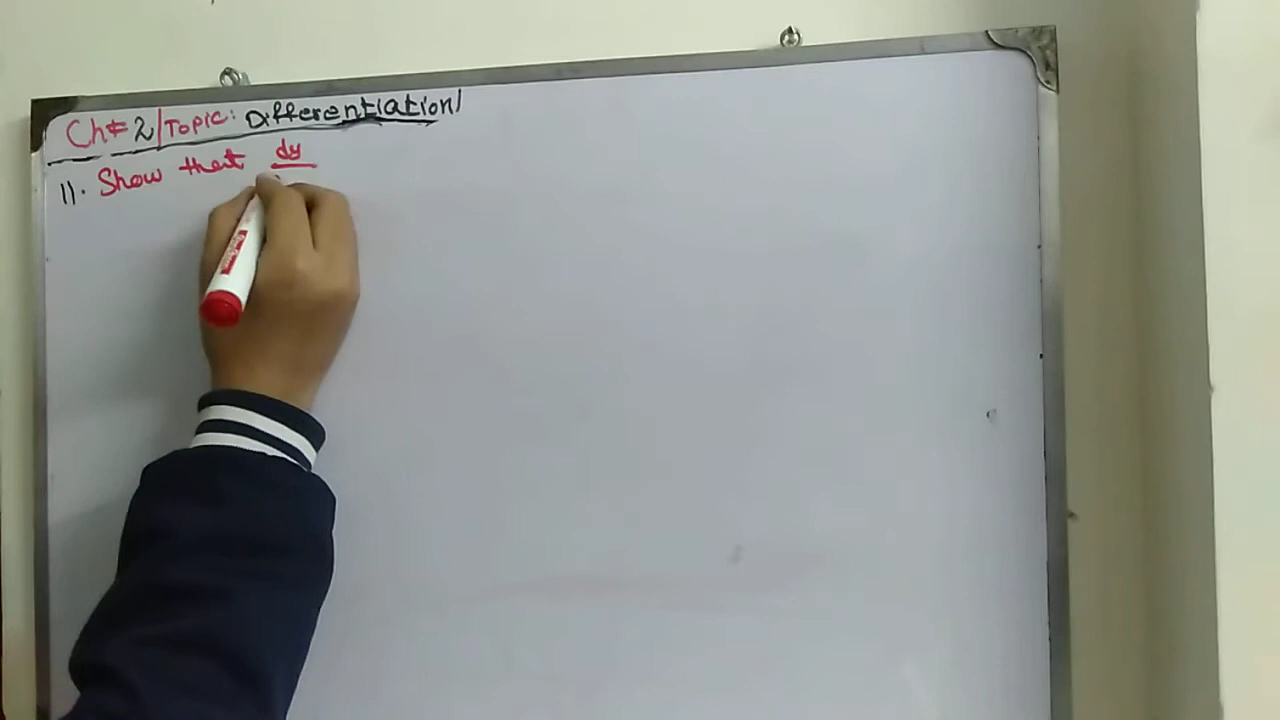 Ch# 2/Topic: Differentiation/
11. Show that dy